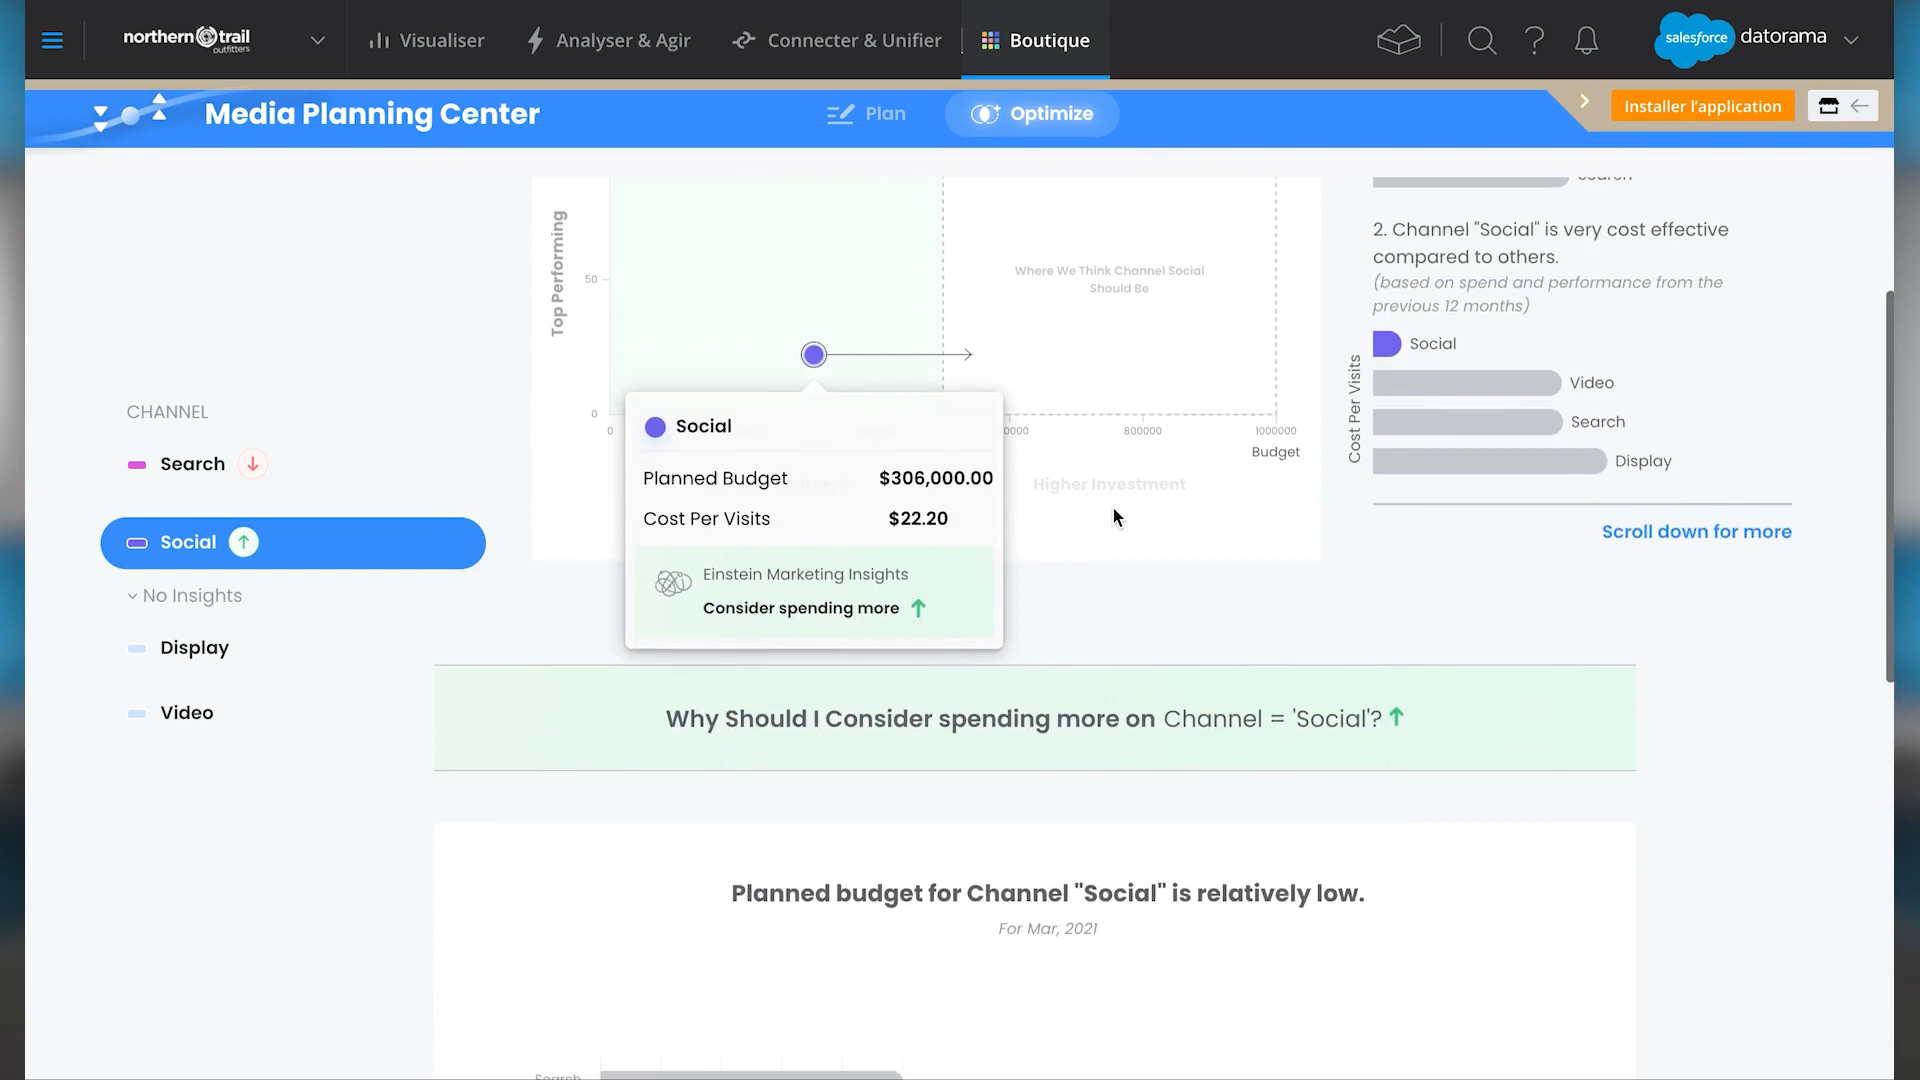 northern trail
outfitters
Visualiser
Analyser & Agir
Connecter & Unifier
Boutique
salesforce
datorama
Media Planning Center
Plan
Optimize
Installer l'application
Top Performing
50
0
0
Where We Think Channel Social
Should Be
0000
800000
1000000
Budget
Higher Investment
Social
Planned Budget
$306,000.00
Cost Per Visits
$22.20
Einstein Marketing Insights
Consider spending more
Search
2. Channel "Social" is very cost effective
compared to others.
(based on spend and performance from the
previous 12 months)
Cost Per Visits
Social
Video
Search
Display
Scroll down for more
CHANNEL
Search
Social
No Insights
Display
Video
Why Should I Consider spending more on Channel = 'Social'?
Planned budget for Channel "Social" is relatively low.
For Mar, 2021
Search